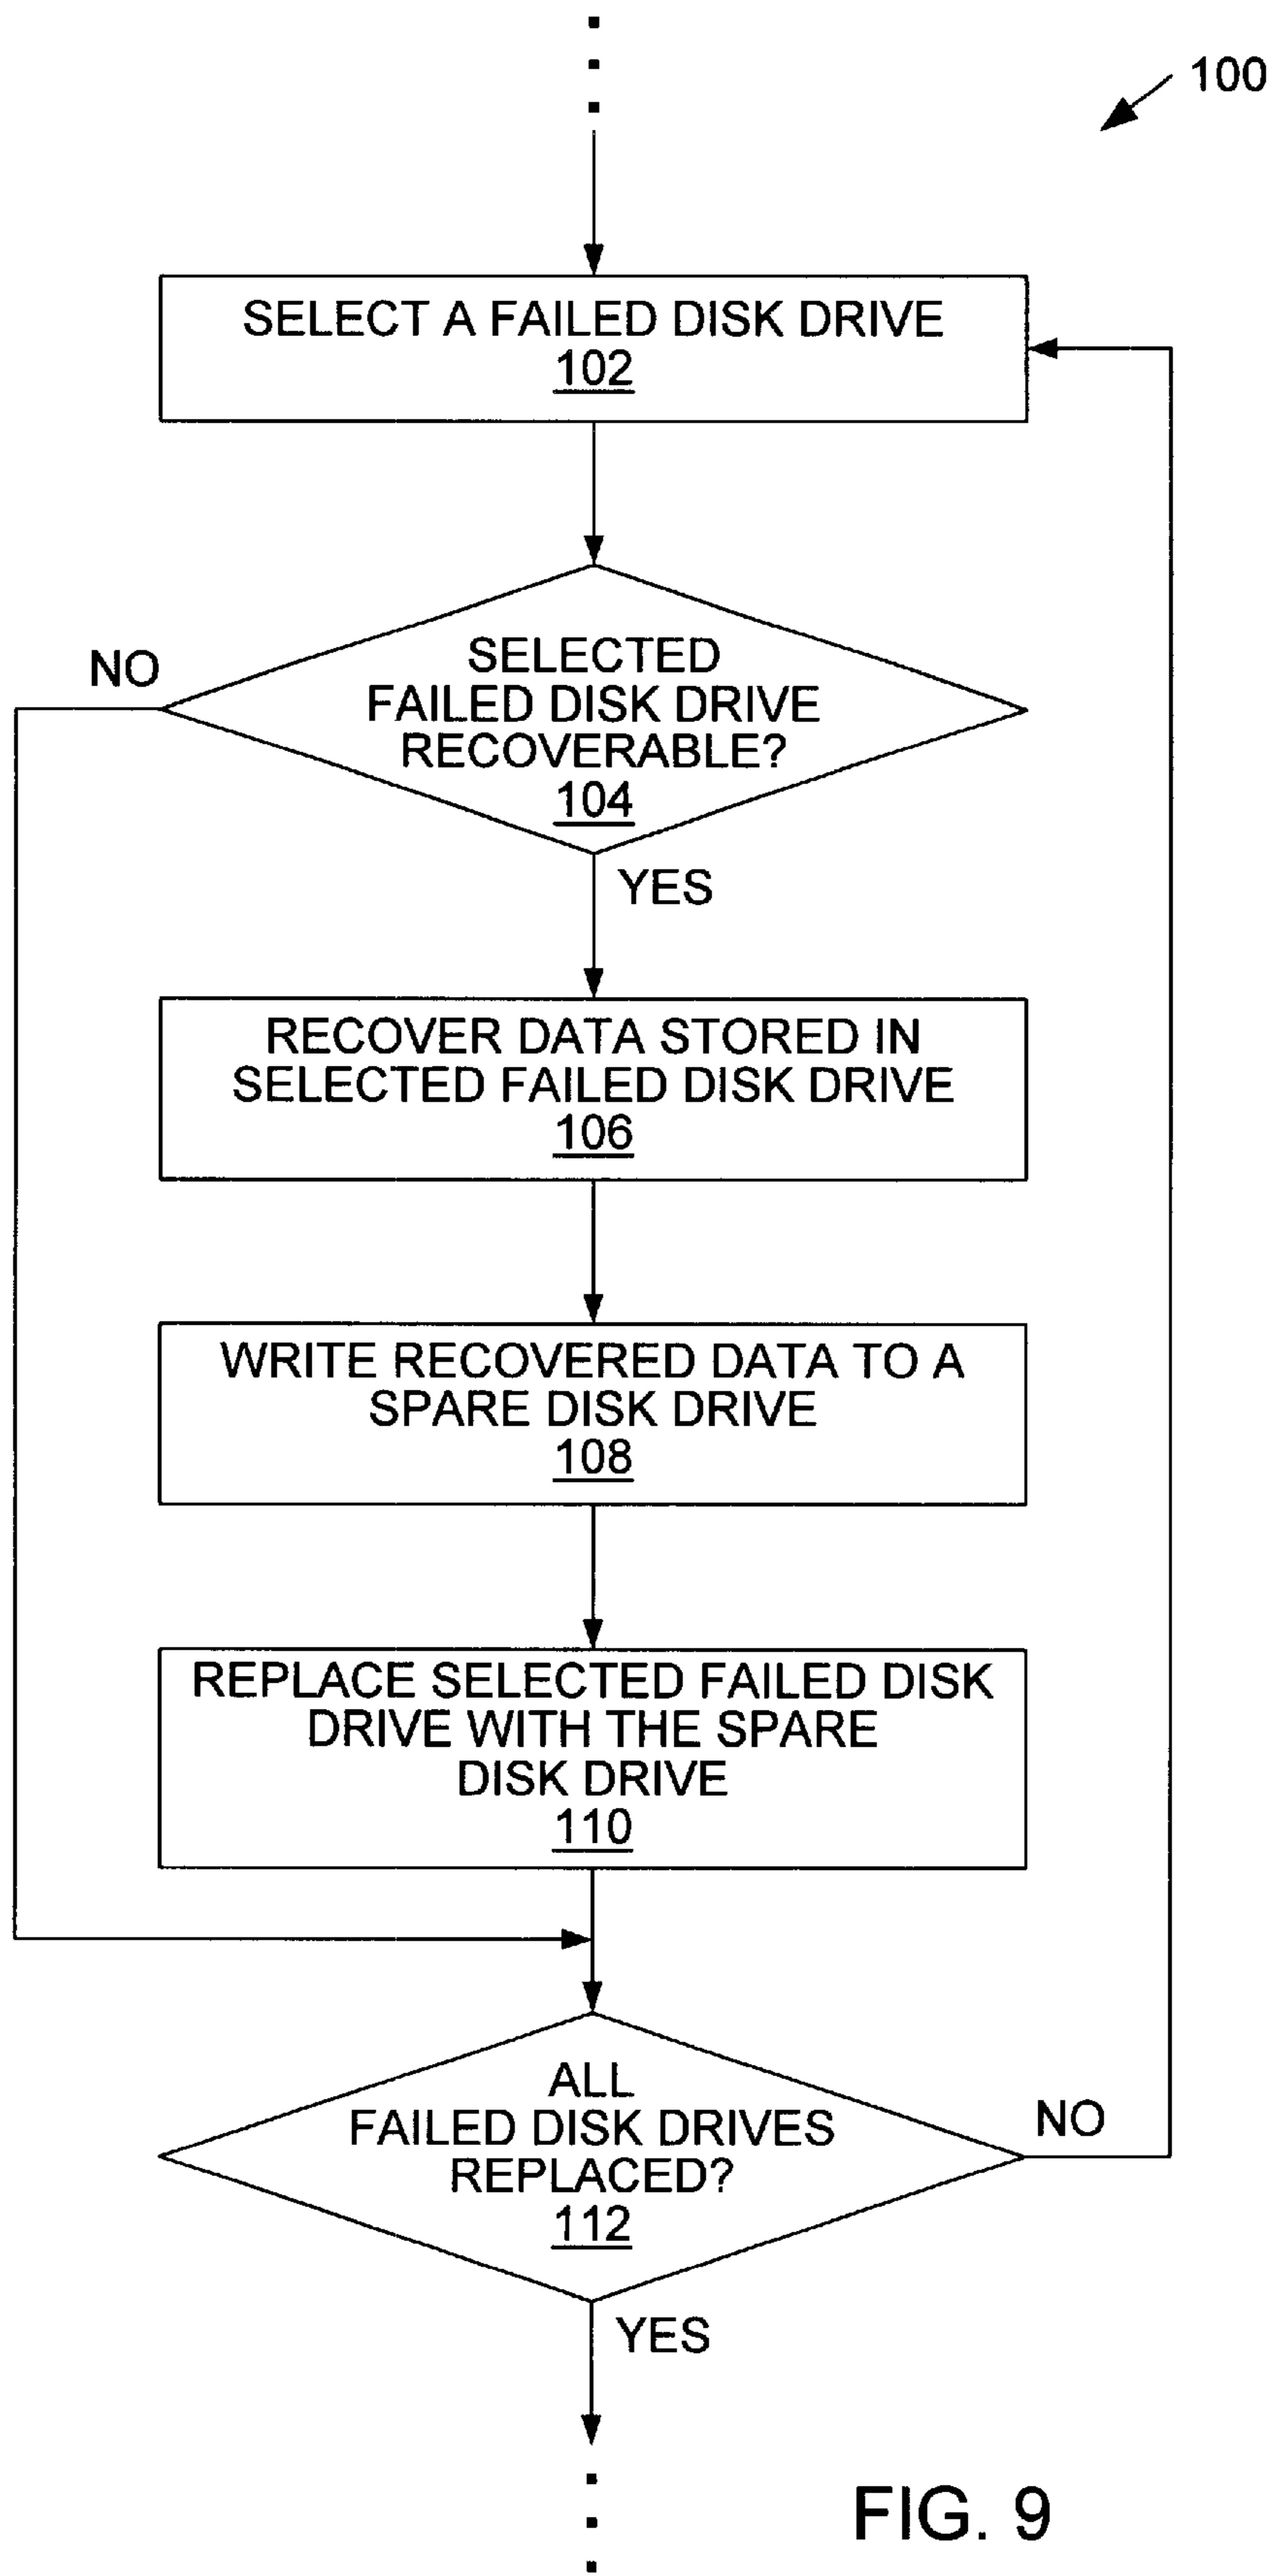 100
SELECT A FAILED DISK DRIVE
102
NO
SELECTED
FAILED DISK DRIVE
RECOVERABLE?
104
YES
RECOVER DATA STORED IN
SELECTED FAILED DISK DRIVE
106
WRITE RECOVERED DATA TO A
SPARE DISK DRIVE
108
REPLACE SELECTED FAILED DISK
DRIVE WITH THE SPARE
DISK DRIVE
110
ALL
FAILED DISK DRIVES
REPLACED?
112
NO
YES
FIG. 9